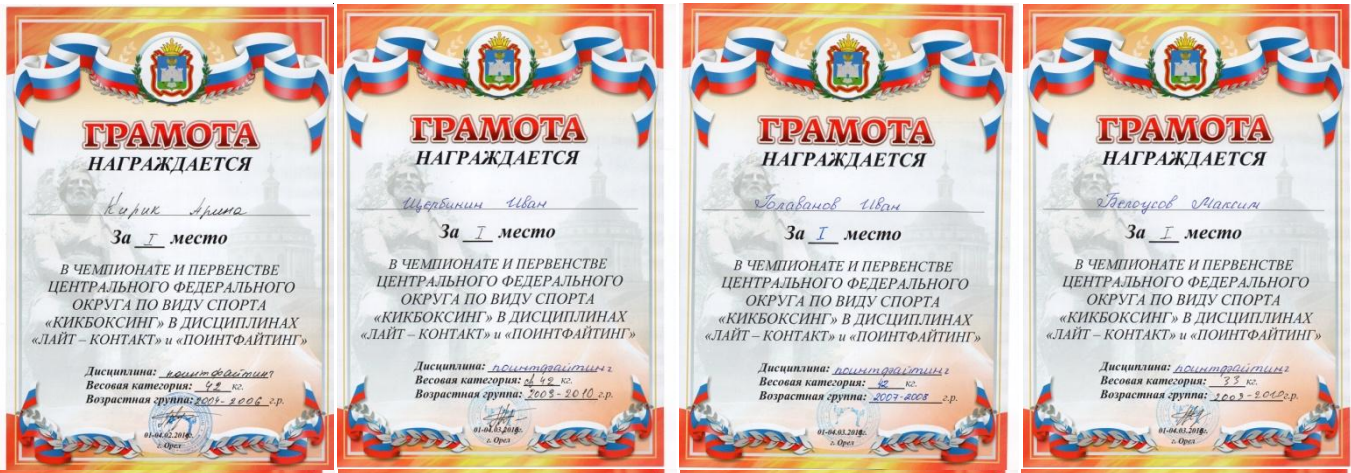 ГРАМОТА
НАГРАЖДАЕТСЯ
Кирик Арина
За I место
В ЧЕМПИОНАТЕ И ПЕРВЕНСТВЕ
ЦЕНТРАЛЬНОГО ФЕДЕРАЛЬНОГО
ОКРУГА ПО ВИДУ СПОРТА
«КИКБОКСИНГ» В ДИСЦИПЛИНАХ
«ЛАЙТ – КОНТАКТ» и «ПОИНТФАЙТИНГ»
Дисциплина: поинтфайтинг
Весовая категория: 42 кг.
Возрастная группа: 2004-2006 г.р.
г. Орел
ГРАМОТА
НАГРАЖДАЕТСЯ
Щербинин Иван
За I место
В ЧЕМПИОНАТЕ И ПЕРВЕНСТВЕ
ЦЕНТРАЛЬНОГО ФЕДЕРАЛЬНОГО
ОКРУГА ПО ВИДУ СПОРТА
«КИКБОКСИНГ» В ДИСЦИПЛИНАХ
«ЛАЙТ – КОНТАКТ» и «ПОИНТФАЙТИНГ»
Дисциплина: поинтфайтинг
Весовая категория: 42 кг.
Возрастная группа: 2008-2010 г.р.
г. Орел
ГРАМОТА
НАГРАЖДАЕТСЯ
Голаванов Иван
За I место
В ЧЕМПИОНАТЕ И ПЕРВЕНСТВЕ
ЦЕНТРАЛЬНОГО ФЕДЕРАЛЬНОГО
ОКРУГА ПО ВИДУ СПОРТА
«КИКБОКСИНГ» В ДИСЦИПЛИНАХ
«ЛАЙТ – КОНТАКТ» и «ПОИНТФАЙТИНГ»
Дисциплина: поинтфайтинг
Весовая категория: 42 кг.
Возрастная группа: 2007-2008 г.р.
г. Орел
ГРАМОТА
НАГРАЖДАЕТСЯ
Белоусов Максим
За I место
В ЧЕМПИОНАТЕ И ПЕРВЕНСТВЕ
ЦЕНТРАЛЬНОГО ФЕДЕРАЛЬНОГО
ОКРУГА ПО ВИДУ СПОРТА
«КИКБОКСИНГ» В ДИСЦИПЛИНАХ
«ЛАЙТ – КОНТАКТ» и «ПОИНТФАЙТИНГ»
Дисциплина: поинтфайтинг
Весовая категория: 33 кг.
Возрастная группа: 2009-2010 г.р.
г. Орел